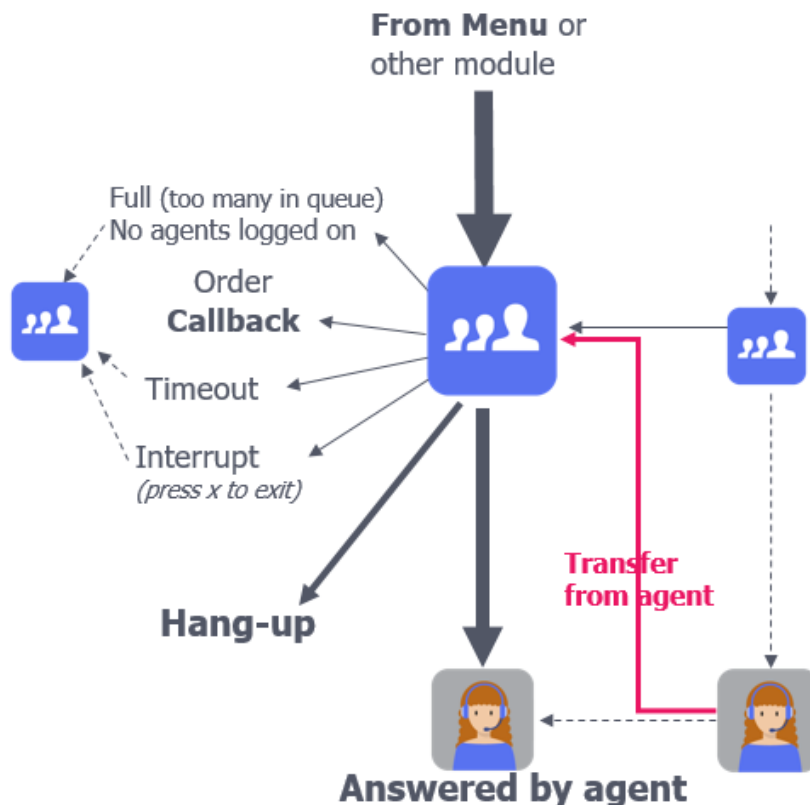 From Menu or
other module
Full (too many in queue)
No agents logged on
Order
Callback
Timeout
Interrupt
(press x to exit)
Transfer
from agent
Hang-up
Answered by agent